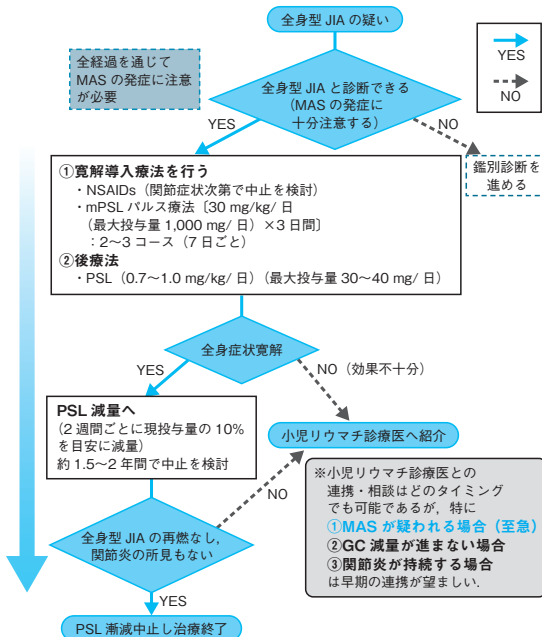 全身型 JIA の疑い
YES
NO
全経過を通じて
MAS の発症に注意
が必要
全身型 JIA と診断できる
（MAS の発症に
十分注意する）
YES
NO
鑑別診断を
進める
①寛解導入療法を行う
・NSAIDs（関節症状次第で中止を検討）
・mPSL パルス療法〔30 mg/kg/ 日
（最大投与量 1,000 mg/ 日）×3 日間〕
：2～3 コース（7 日ごと）
②後療法
・PSL（0.7～1.0 mg/kg/ 日）（最大投与量 30～40 mg/ 日）
全身症状寛解
YES
NO（効果不十分）
PSL 減量へ
（2 週間ごとに現投与量の 10%
を目安に減量）
約 1.5～2 年間で中止を検討
小児リウマチ診療医へ紹介
NO
※小児リウマチ診療医との
連携・相談はどのタイミング
でも可能であるが，特に
①MAS が疑われる場合（至急）
②GC 減量が進まない場合
③関節炎が持続する場合
は早期の連携が望ましい．
全身型 JIA の再燃なし，
関節炎の所見もない
YES
PSL 漸減中止し治療終了